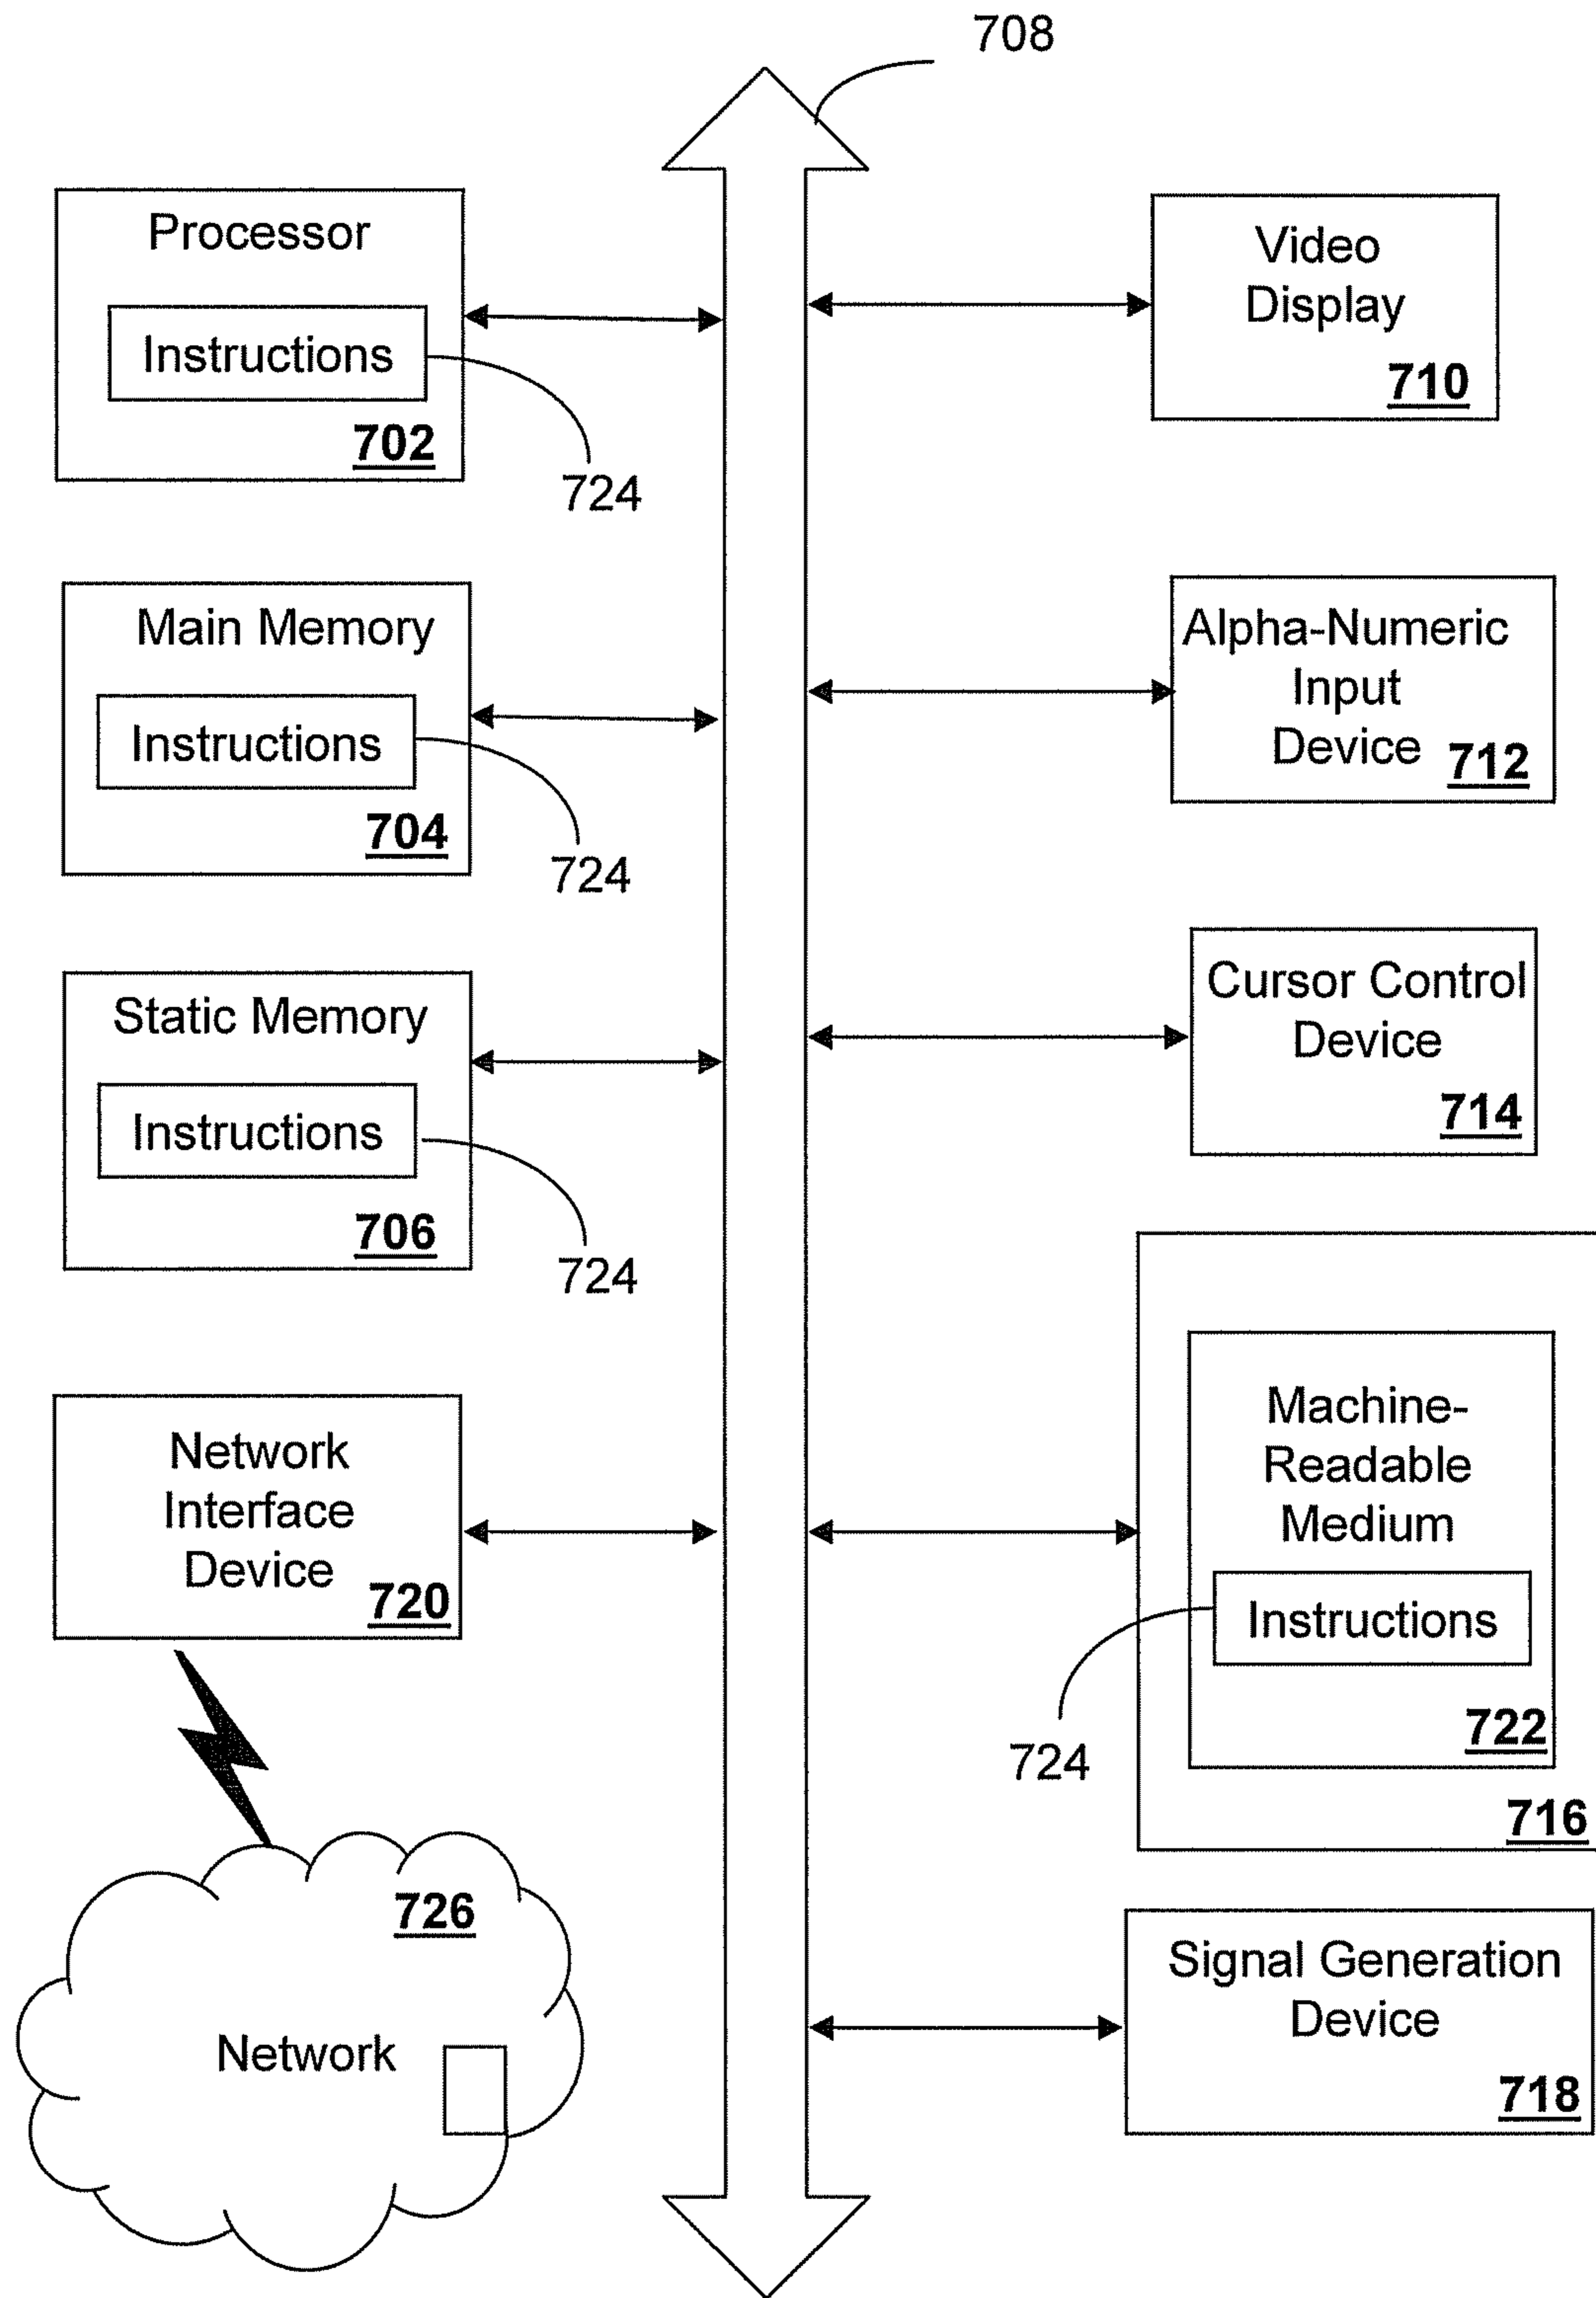 708
Processor
Instructions
702
724
Main Memory
Instructions
704
724
Static Memory
Instructions
706
724
Network
Interface
Device
720
726
Network
Video
Display
710
Alpha-Numeric
Input
Device
712
Cursor Control
Device
714
Machine-
Readable
Medium
Instructions
722
724
716
Signal Generation
Device
718